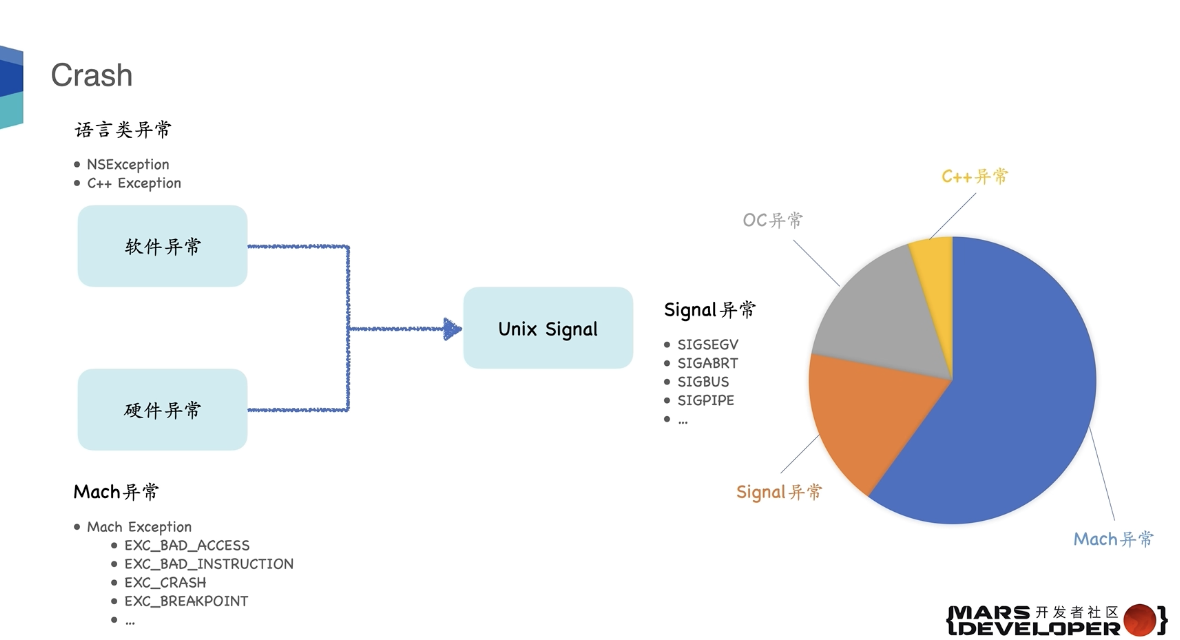 Crash
语言类异常
• NSException
• C++ Exception
软件异常
硬件异常
Mach异常
• Mach Exception
• EXC_BAD_ACCESS
• EXC_BAD_INSTRUCTION
• EXC_CRASH
• EXC_BREAKPOINT
• ...
Unix Signal
Signal异常
• SIGSEGV
• SIGABRT
• SIGBUS
• SIGPIPE
• ...
C++异常
OC异常
Signal异常
Mach异常
{MARS 开发者社区
{DEVELOPER}